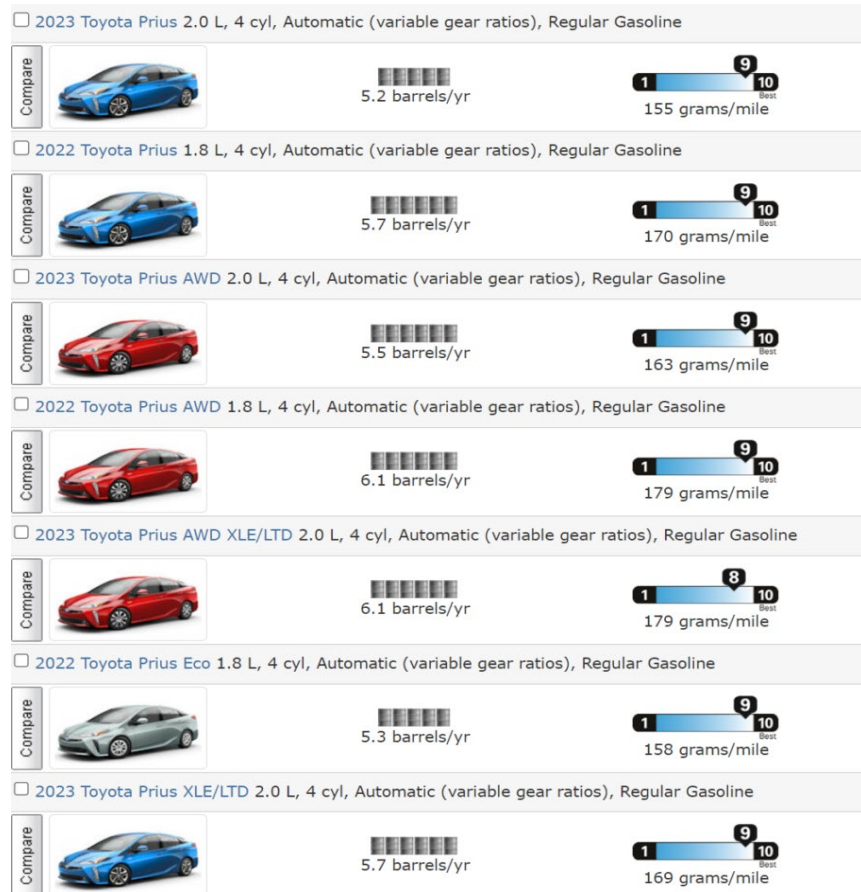 2023 Toyota Prius 2.0 L, 4 cyl, Automatic (variable gear ratios), Regular Gasoline
Compare
5.2 barrels/yr
1 9 10
Best
155 grams/mile
2022 Toyota Prius 1.8 L, 4 cyl, Automatic (variable gear ratios), Regular Gasoline
Compare
5.7 barrels/yr
1 9 10
Best
170 grams/mile
2023 Toyota Prius AWD 2.0 L, 4 cyl, Automatic (variable gear ratios), Regular Gasoline
Compare
5.5 barrels/yr
1 9 10
Best
163 grams/mile
2022 Toyota Prius AWD 1.8 L, 4 cyl, Automatic (variable gear ratios), Regular Gasoline
Compare
6.1 barrels/yr
1 9 10
Best
179 grams/mile
2023 Toyota Prius AWD XLE/LTD 2.0 L, 4 cyl, Automatic (variable gear ratios), Regular Gasoline
Compare
6.1 barrels/yr
1 8 10
Best
179 grams/mile
2022 Toyota Prius Eco 1.8 L, 4 cyl, Automatic (variable gear ratios), Regular Gasoline
Compare
5.3 barrels/yr
1 9 10
Best
158 grams/mile
2023 Toyota Prius XLE/LTD 2.0 L, 4 cyl, Automatic (variable gear ratios), Regular Gasoline
Compare
5.7 barrels/yr
1 9 10
Best
169 grams/mile